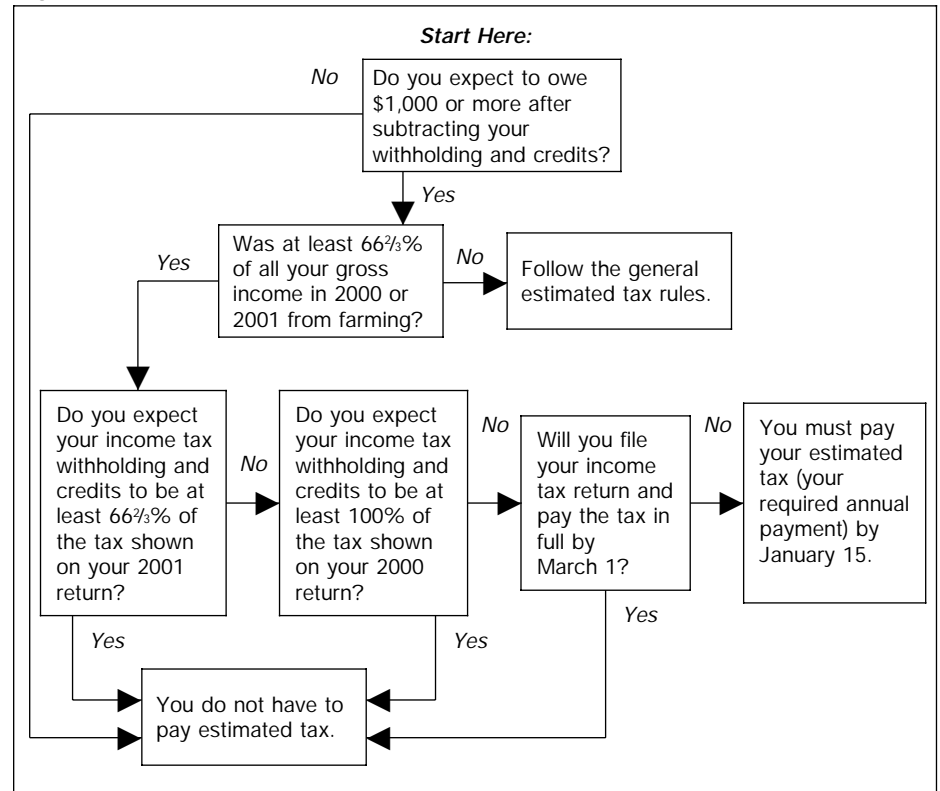 Start Here:
No
Do you expect to owe
$1,000 or more after
subtracting your
withholding and credits?
Yes
Was at least 66⅔%
of all your gross
income in 2000 or
2001 from farming?
Yes
No
Follow the general
estimated tax rules.
Do you expect
your income tax
withholding and
credits to be at
least 66⅔% of
the tax shown
on your 2001
return?
No
Do you expect
your income tax
withholding and
credits to be at
least 100% of
the tax shown
on your 2000
return?
No
Will you file
your income
tax return and
pay the tax in
full by
March 1?
No
You must pay
your estimated
tax (your
required annual
payment) by
January 15.
Yes
Yes
Yes
You do not have to
pay estimated tax.